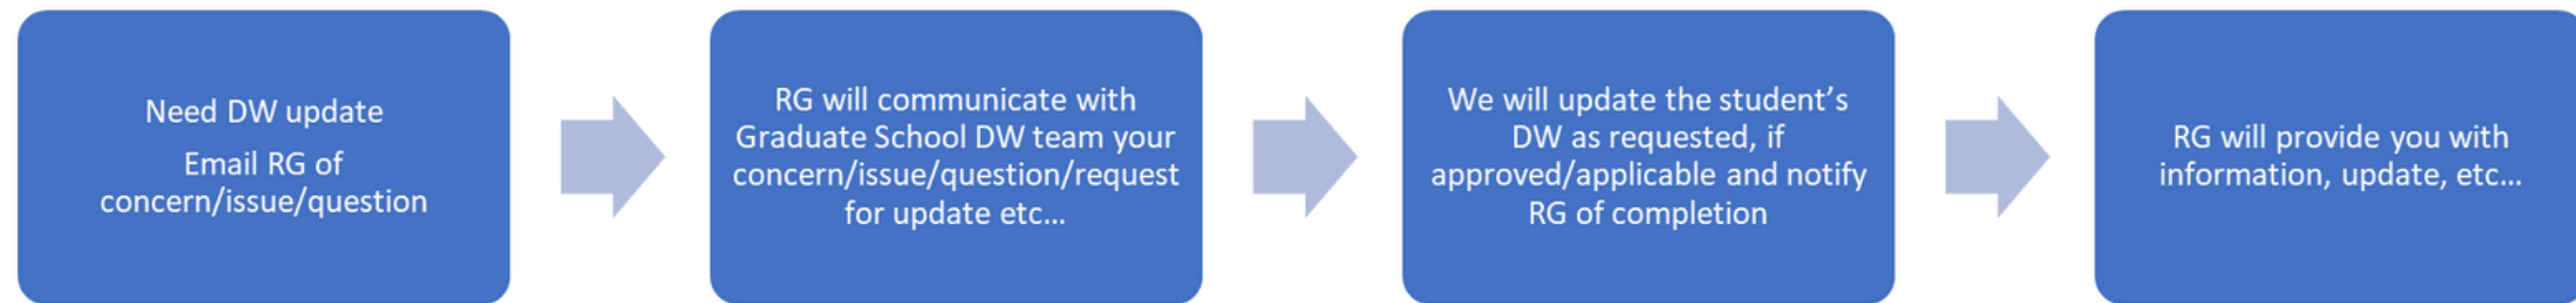 Need DW update
Email RG of
concern/issue/question
RG will communicate with
Graduate School DW team your
concern/issue/question/request
for update etc...
We will update the student's
DW as requested, if
approved/applicable and notify
RG of completion
RG will provide you with
information, update, etc...